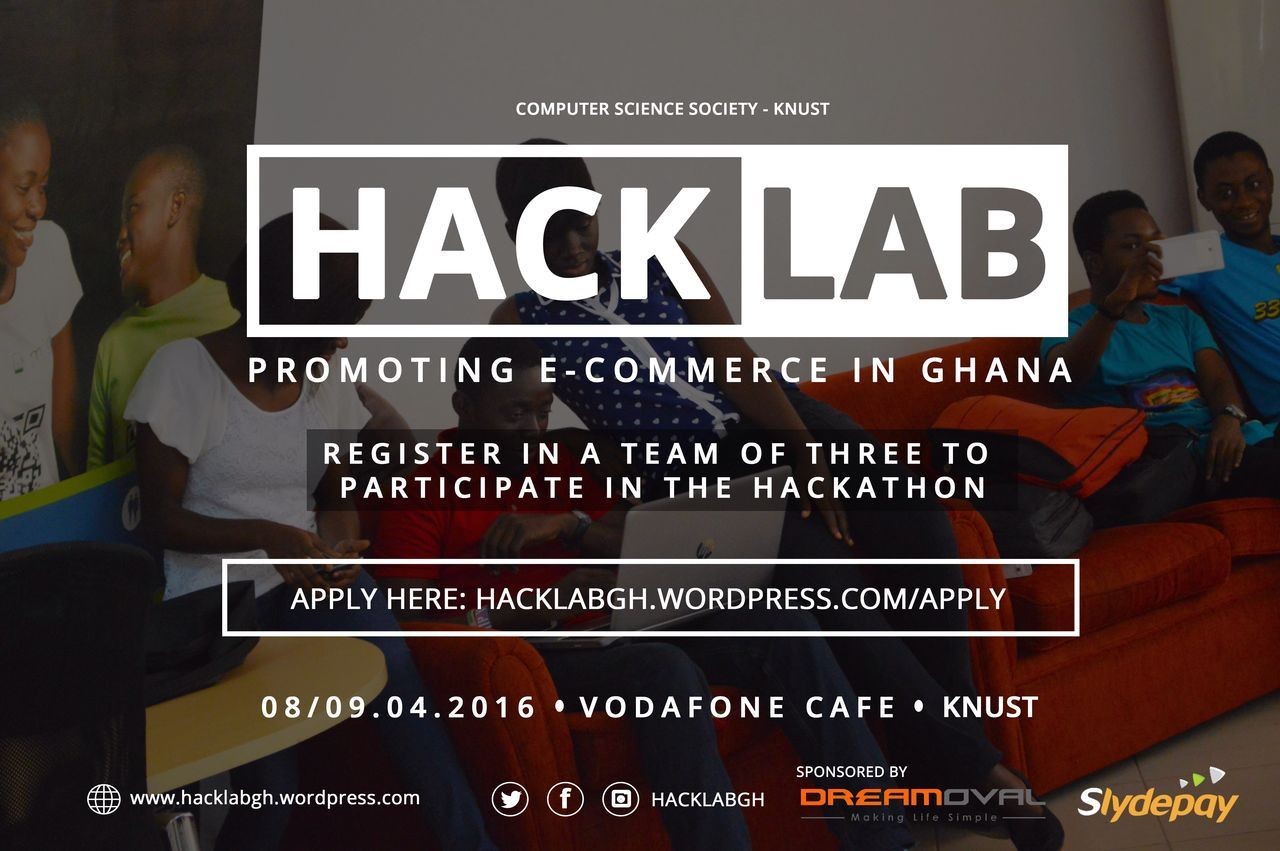 COMPUTER SCIENCE SOCIETY - KNUST
HACK LAB
PROMOTING E-COMMERCE IN GHANA
REGISTER IN A TEAM OF THREE TO
PARTICIPATE IN THE HACKATHON
APPLY HERE: HACKLABGH.WORDPRESS.COM/APPLY
08/09.04.2016 • VODAFONE CAFE • KNUST
www.hacklabgh.wordpress.com
HACKLABGH
SPONSORED BY
DREAMOVAL
Making Life Simple
Slydepay